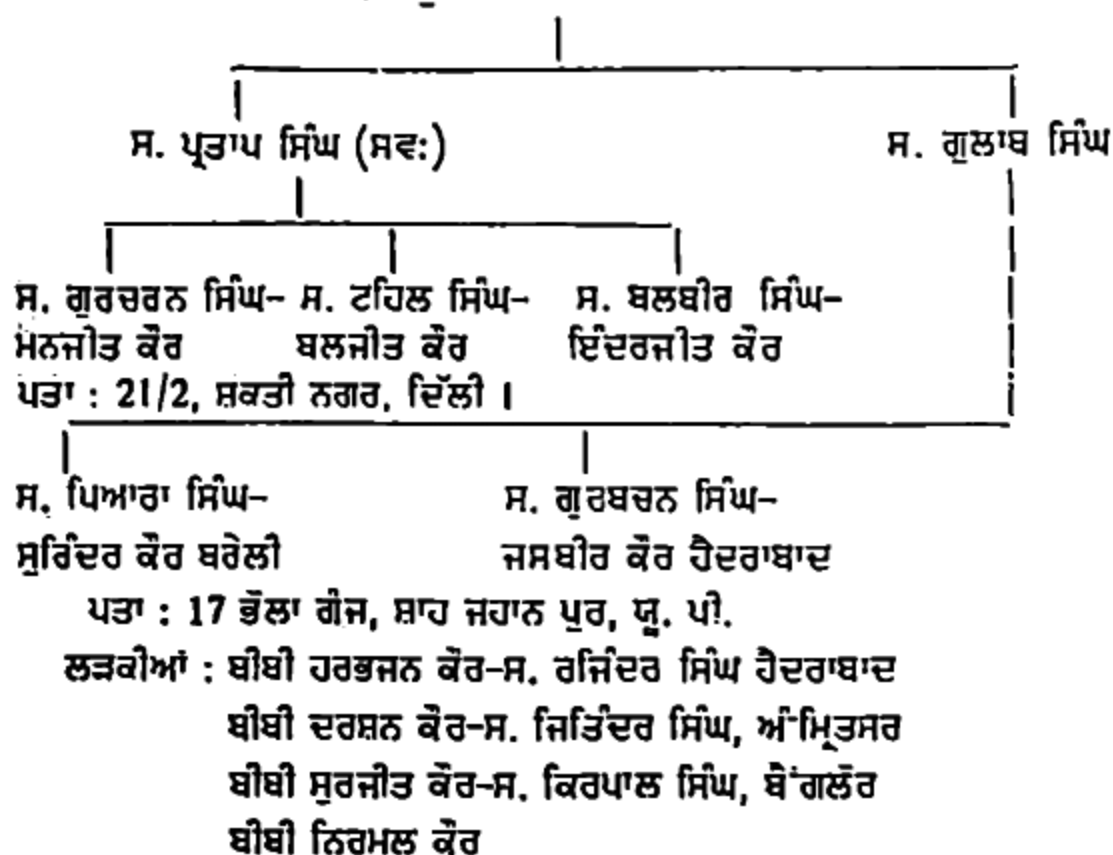 ਸ. ਪ੍ਰਤਾਪ ਸਿੰਘ (ਸਵ:) ਸ. ਗੁਲਾਬ ਸਿੰਘ
ਸ. ਗੁਰਚਰਨ ਸਿੰਘ- ਸ. ਟਹਿਲ ਸਿੰਘ- ਸ. ਬਲਬੀਰ ਸਿੰਘ-
ਮਨਜੀਤ ਕੌਰ ਬਲਜੀਤ ਕੌਰ ਇੰਦਰਜੀਤ ਕੌਰ
ਪਤਾ : 21/2, ਸ਼ਕਤੀ ਨਗਰ, ਦਿੱਲੀ ।
ਸ. ਪਿਆਰਾ ਸਿੰਘ- ਸ. ਗੁਰਬਚਨ ਸਿੰਘ-
ਸੁਰਿੰਦਰ ਕੌਰ ਬਰੇਲੀ ਜਸਬੀਰ ਕੌਰ ਹੈਦਰਾਬਾਦ
ਪਤਾ : 17 ਭੋਲਾ ਗੰਜ, ਸ਼ਾਹ ਜਹਾਨ ਪੁਰ, ਯੂ. ਪੀ.
ਲੜਕੀਆਂ : ਬੀਬੀ ਹਰਭਜਨ ਕੌਰ-ਸ. ਰਜਿੰਦਰ ਸਿੰਘ ਹੈਦਰਾਬਾਦ
ਬੀਬੀ ਦਰਸ਼ਨ ਕੌਰ-ਸ. ਜਿਤਿੰਦਰ ਸਿੰਘ, ਅੰਮ੍ਰਿਤਸਰ
ਬੀਬੀ ਸੁਰਜੀਤ ਕੌਰ-ਸ. ਕਿਰਪਾਲ ਸਿੰਘ, ਬੈਂਗਲੋਰ
ਬੀਬੀ ਨਿਰਮਲ ਕੌਰ